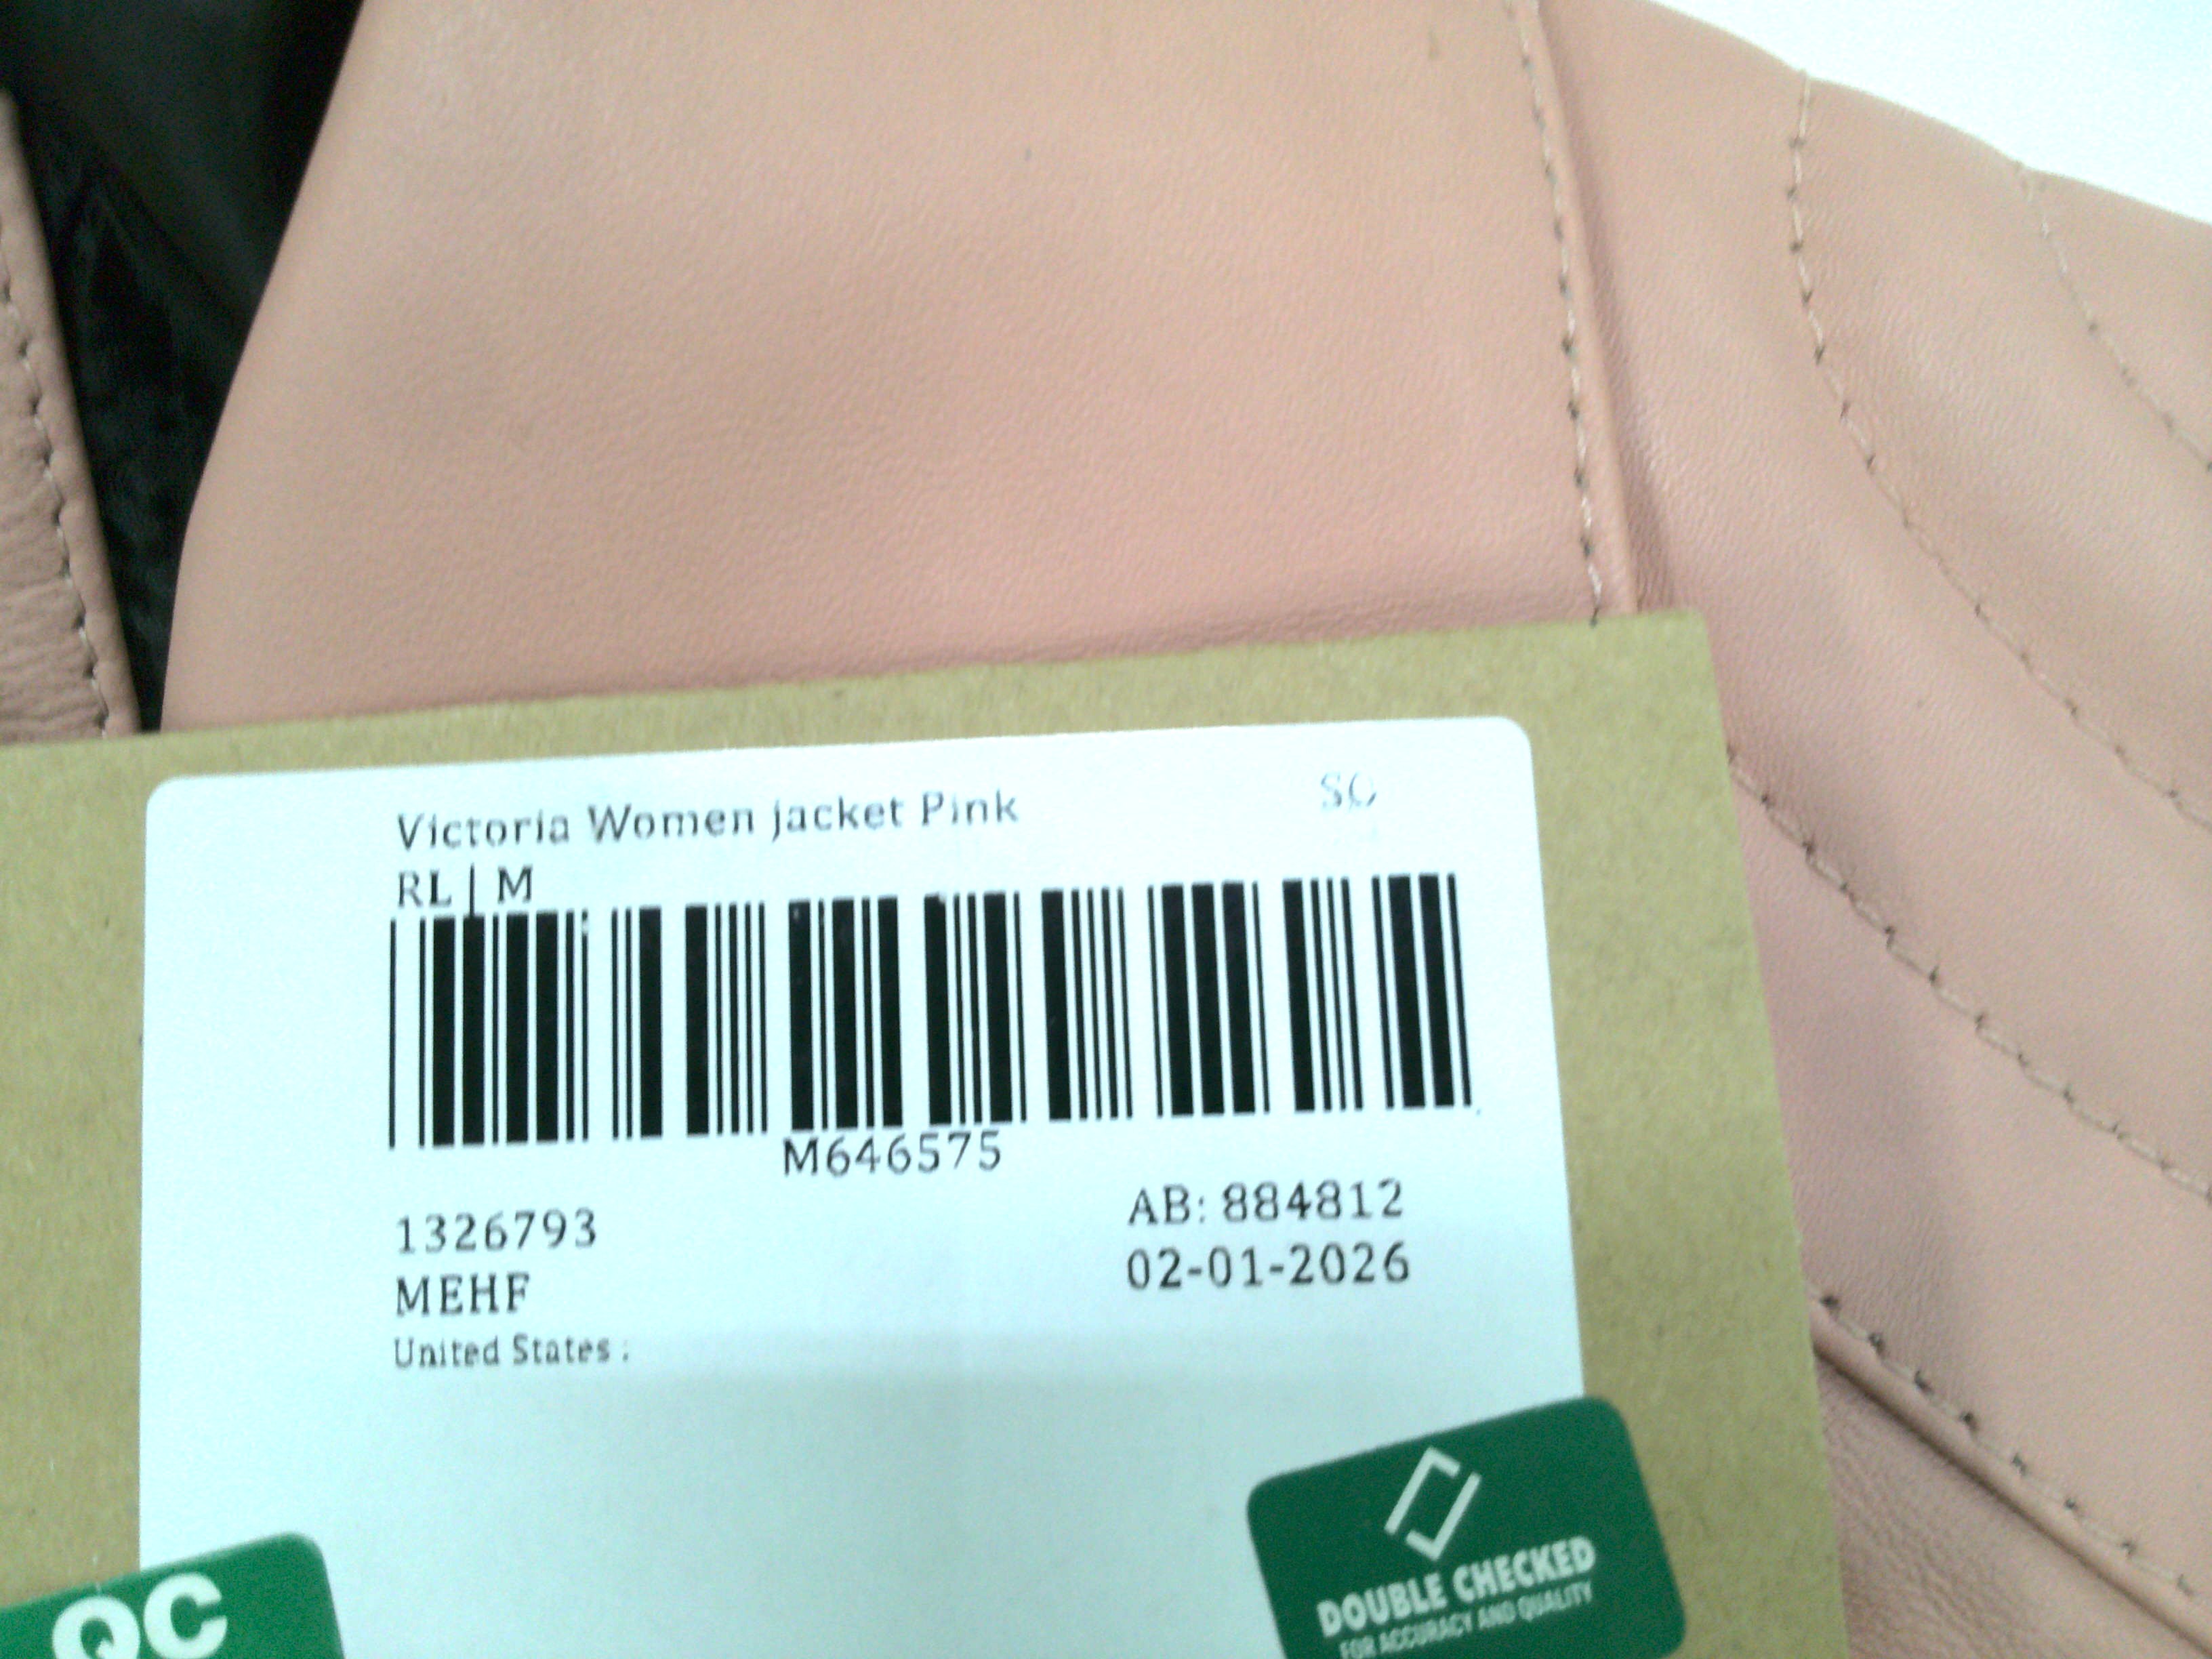 Victoria Women jacket Pink
RL | M
M646575
1326793
AB: 884812
MEHF
02-01-2026
United States :
QC
DOUBLE CHECKED
FOR ACCURACY AND QUALITY